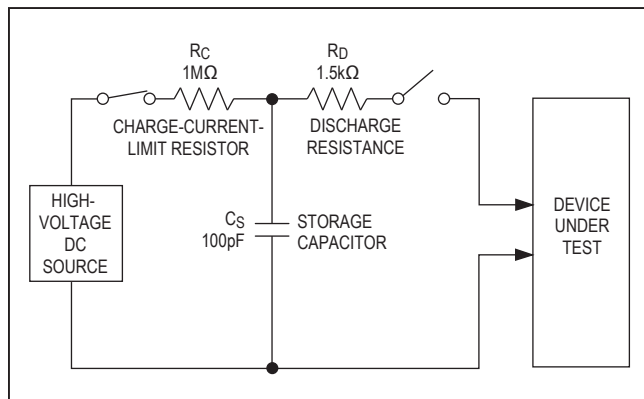 RC
1MΩ
CHARGE-CURRENT-
LIMIT RESISTOR
RD
1.5kΩ
DISCHARGE
RESISTANCE
HIGH-
VOLTAGE
DC
SOURCE
CS
100pF
STORAGE
CAPACITOR
DEVICE
UNDER
TEST